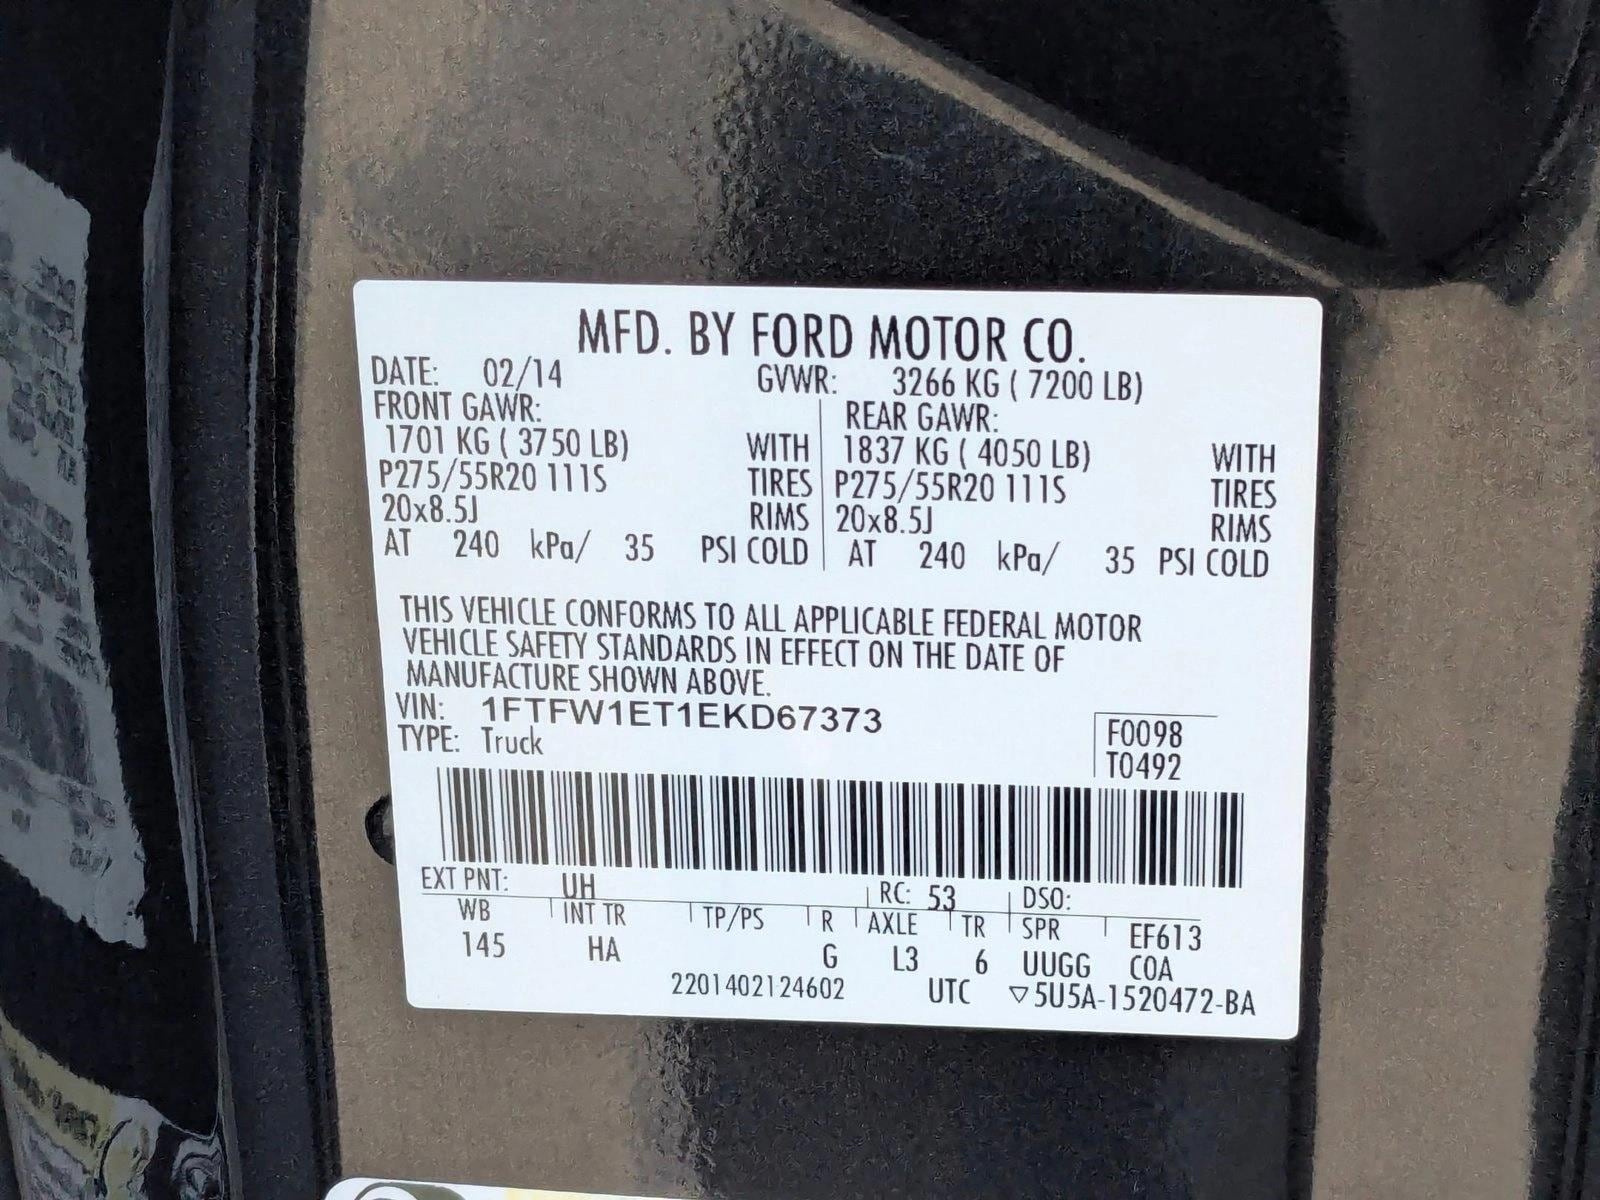 MFD. BY FORD MOTOR CO.
DATE: 02/14 GVWR: 3266 KG ( 7200 LB)
FRONT GAWR: REAR GAWR:
1701 KG ( 3750 LB) WITH 1837 KG ( 4050 LB) WITH
P275/55R20 111S TIRES P275/55R20 111S TIRES
20x8.5J RIMS 20x8.5J RIMS
AT 240 kPa/ 35 PSI COLD AT 240 kPa/ 35 PSI COLD
THIS VEHICLE CONFORMS TO ALL APPLICABLE FEDERAL MOTOR
VEHICLE SAFETY STANDARDS IN EFFECT ON THE DATE OF
MANUFACTURE SHOWN ABOVE.
VIN: 1FTFW1ET1EKD67373
TYPE: Truck
F0098
T0492
EXT PNT: UH RC: 53 DSO:
WB INT TR TP/PS R AXLE TR SPR EF613
145 HA G L3 6 UUGG COA
2201402124602 UTC ▽5U5A-1520472-BA